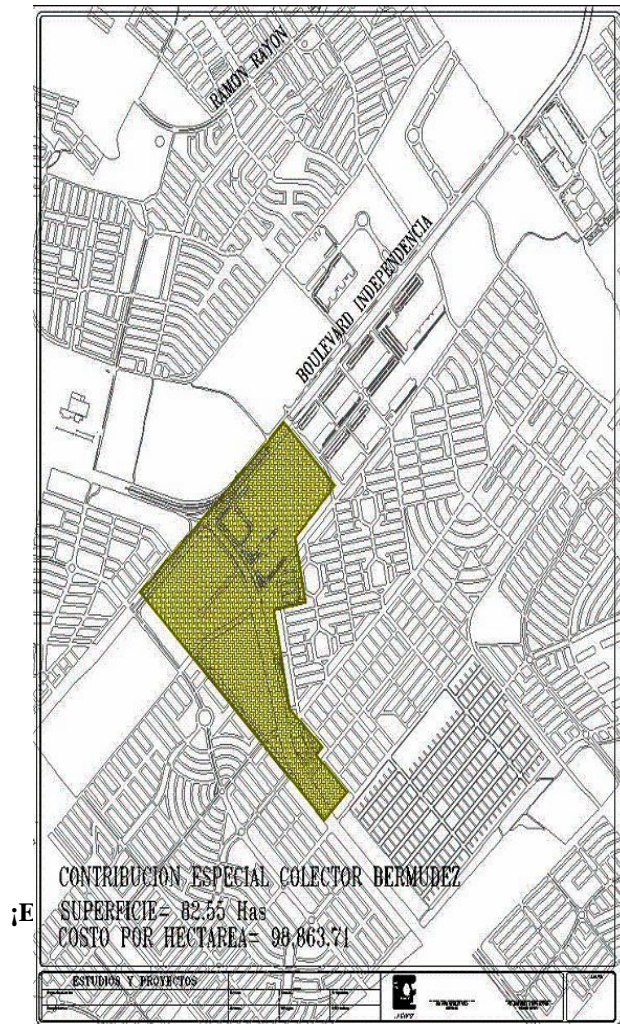 RAMON RAYON
BOULEVARD INDEPENDENCIA
CONTRIBUCION ESPECIAL COLECTOR BERMUDEZ
¡E
SUPERFICIE= 82.55 Has
COSTO POR HECTAREA= 98,863.71
ESTUDIOS Y PROYECTOS